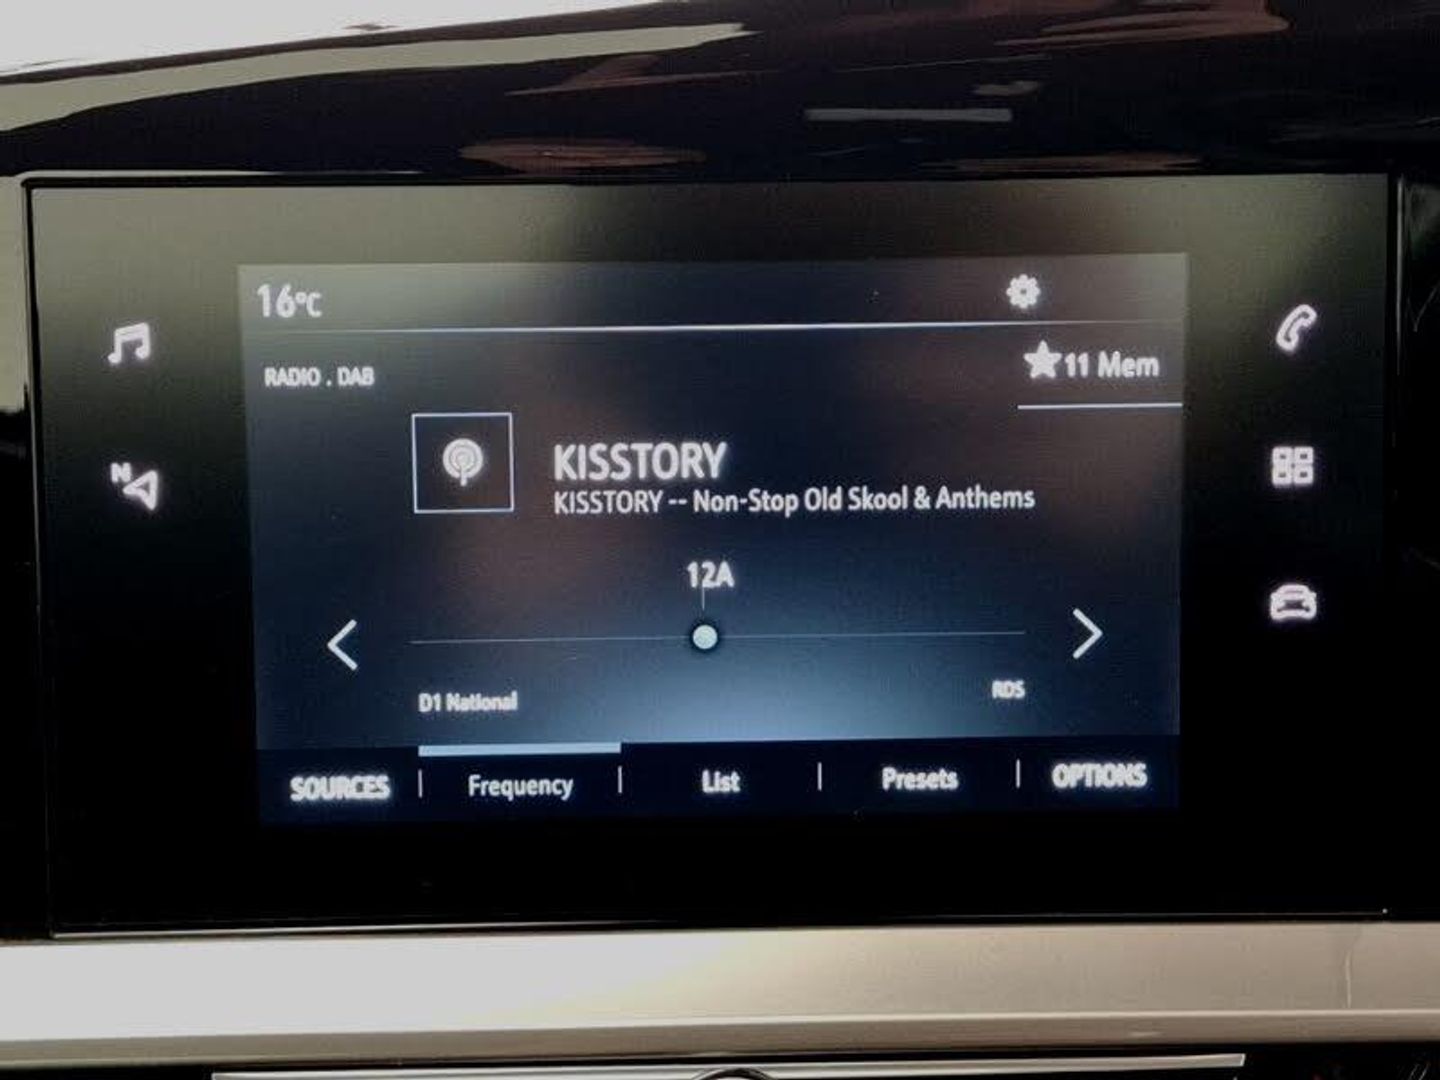 16°C
RADIO . DAB
★11 Mem
KISSTORY
KISSTORY -- Non-Stop Old Skool & Anthems
N
12A
D1 National
RDS
SOURCES | Frequency | List | Presets | OPTIONS